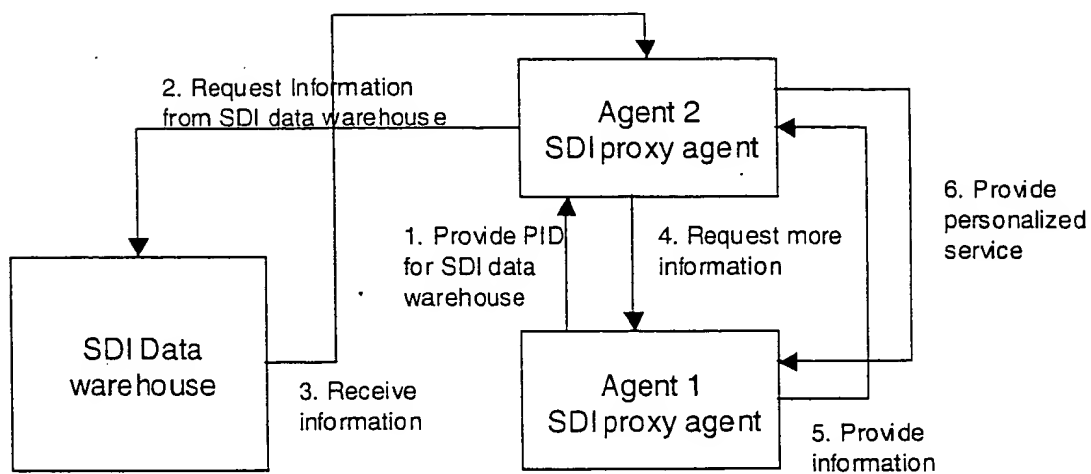 2. Request Information
from SDI data warehouse
Agent 2
SDI proxy agent
6. Provide
personalized
service
1. Provide PID
for SDI data
warehouse
4. Request more
information
SDI Data
warehouse
3. Receive
information
Agent 1
SDI proxy agent
5. Provide
information